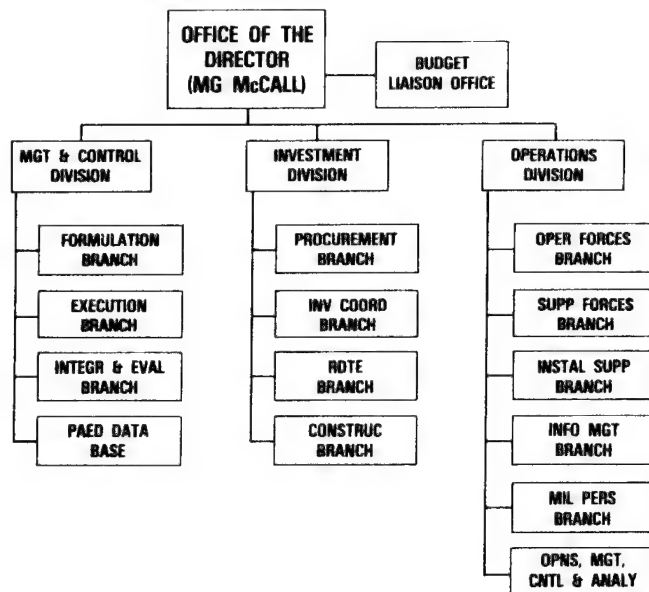 OFFICE OF THE
DIRECTOR
(MG McCALL)
BUDGET
LIAISON OFFICE
MGT & CONTROL
DIVISION
INVESTMENT
DIVISION
OPERATIONS
DIVISION
FORMULATION
BRANCH
EXECUTION
BRANCH
INTEGR & EVAL
BRANCH
PAED DATA
BASE
PROCUREMENT
BRANCH
INV COORD
BRANCH
RDTE
BRANCH
CONSTRUC
BRANCH
OPER FORCES
BRANCH
SUPP FORCES
BRANCH
INSTAL SUPP
BRANCH
INFO MGT
BRANCH
MIL PERS
BRANCH
OPNS, MGT,
CNTL & ANALY